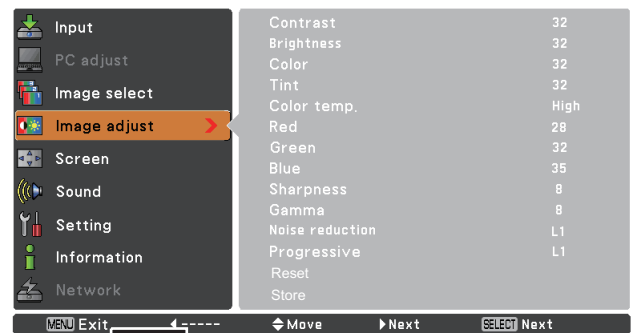 Input
PC adjust
Image select
Image adjust
Screen
Sound
Setting
Information
Network
Contrast 32
Brightness 32
Color 32
Tint 32
Color temp. High
Red 28
Green 32
Blue 35
Sharpness 8
Gamma 8
Noise reduction L1
Progressive L1
Reset
Store
MENU Exit ◀----- ◆Move ▶Next SELECT Next